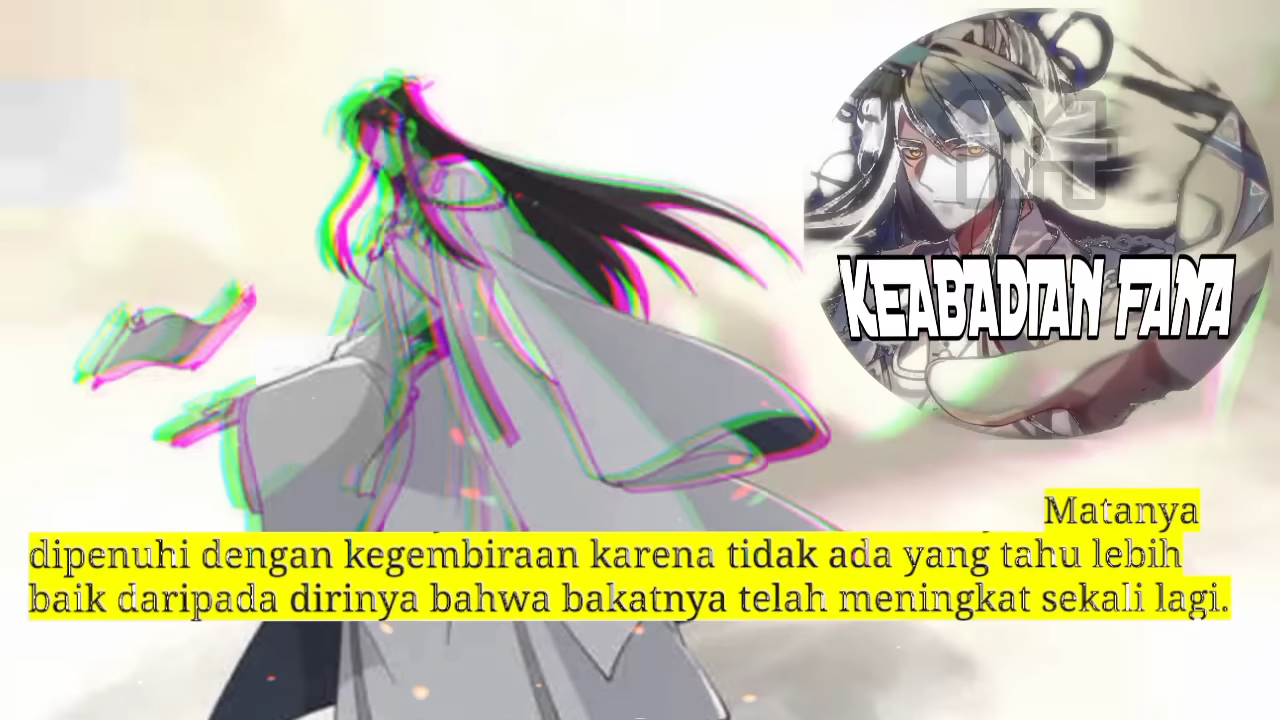 KEABADIAN FANA
Matanya
dipenuhi dengan kegembiraan karena tidak ada yang tahu lebih
baik daripada dirinya bahwa bakatnya telah meningkat sekali lagi.